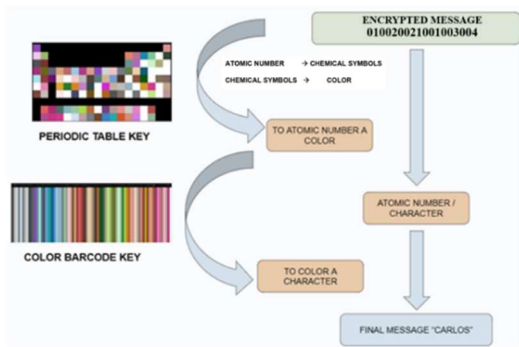 ENCRYPTED MESSAGE
010020021001003004
ATOMIC NUMBER → CHEMICAL SYMBOLS
CHEMICAL SYMBOLS → COLOR
PERIODIC TABLE KEY
TO ATOMIC NUMBER A
COLOR
ATOMIC NUMBER /
CHARACTER
COLOR BARCODE KEY
TO COLOR A
CHARACTER
FINAL MESSAGE "CARLOS"